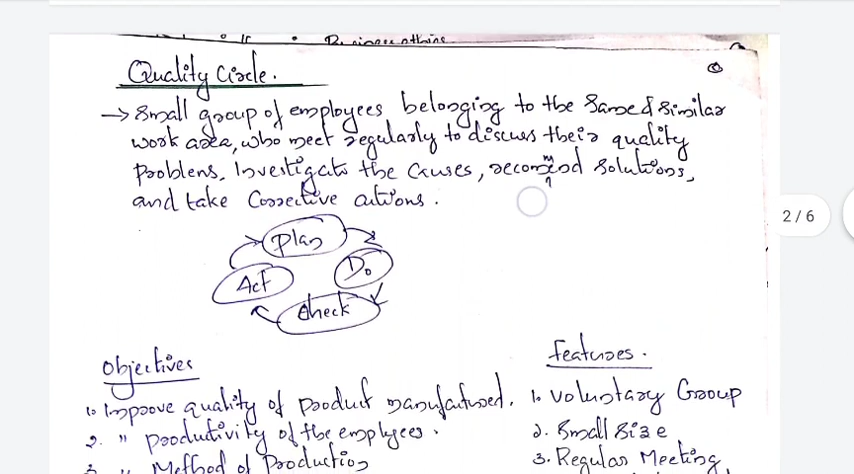 Quality Circle.
→ Small group of employees belonging to the same & similar
work area, who meet regularly to discuss their quality
problems, Investigate the causes, recommend solutions,
and take Corrective actions.
Plan
Do
Act
Check
2 / 6
Objectives
Features.
1. Improve quality of product manufactured.
1. Voluntary Group
2. " productivity of the employees.
2. Small Size
3. " Method of Production
3. Regular Meeting